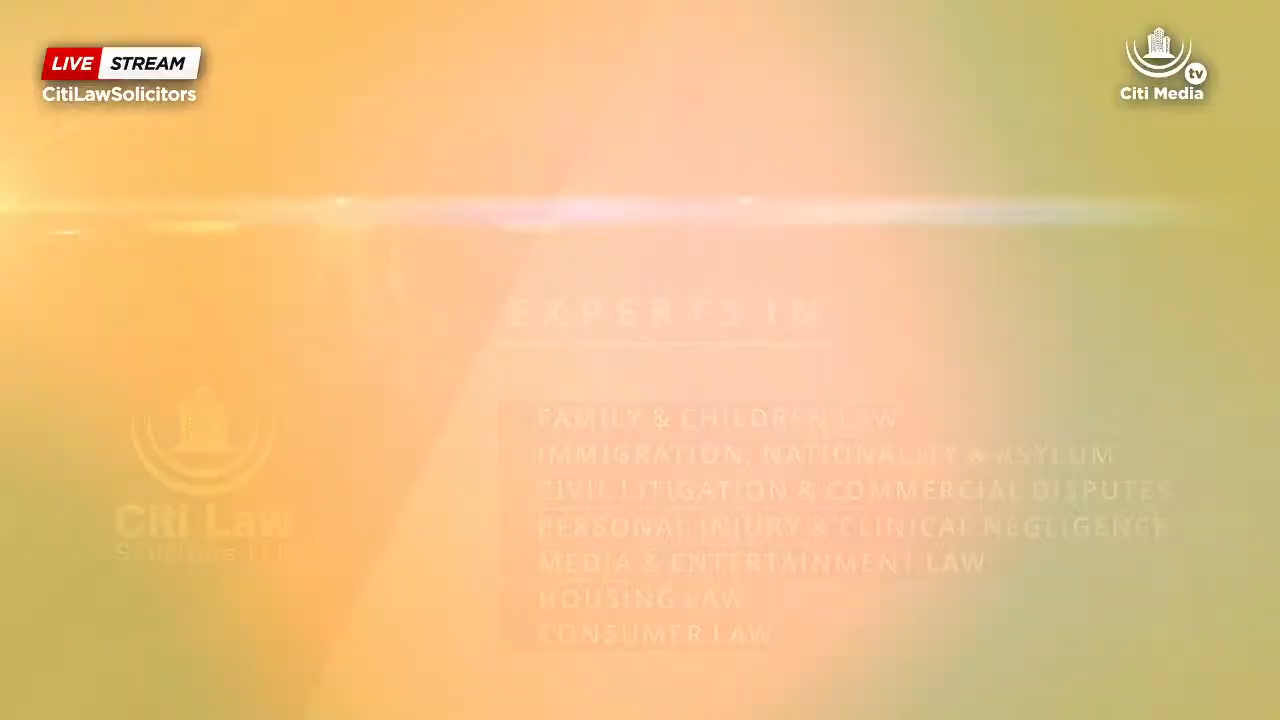 LIVE STREAM
CitiLawSolicitors
tv
Citi Media
EXPERTS IN
FAMILY & CHILDREN LAW
IMMIGRATION, NATIONALITY & ASYLUM
CIVIL LITIGATION & COMMERCIAL DISPUTES
PERSONAL INJURY & CLINICAL NEGLIGENCE
MEDIA & ENTERTAINMENT LAW
HOUSING LAW
CONSUMER LAW
Citi Law